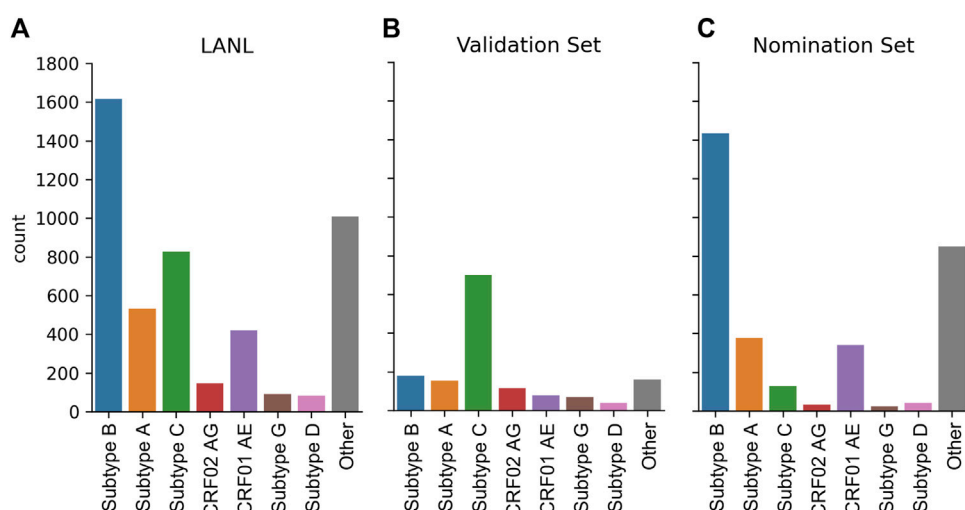 A
LANL
B
Validation Set
C
Nomination Set
count
1800
1600
1400
1200
1000
800
600
400
200
0
Subtype B
Subtype A
Subtype C
CRF02 AG
CRF01 AE
Subtype G
Subtype D
Other
Subtype B
Subtype A
Subtype C
CRF02 AG
CRF01 AE
Subtype G
Subtype D
Other
Subtype B
Subtype A
Subtype C
CRF02 AG
CRF01 AE
Subtype G
Subtype D
Other